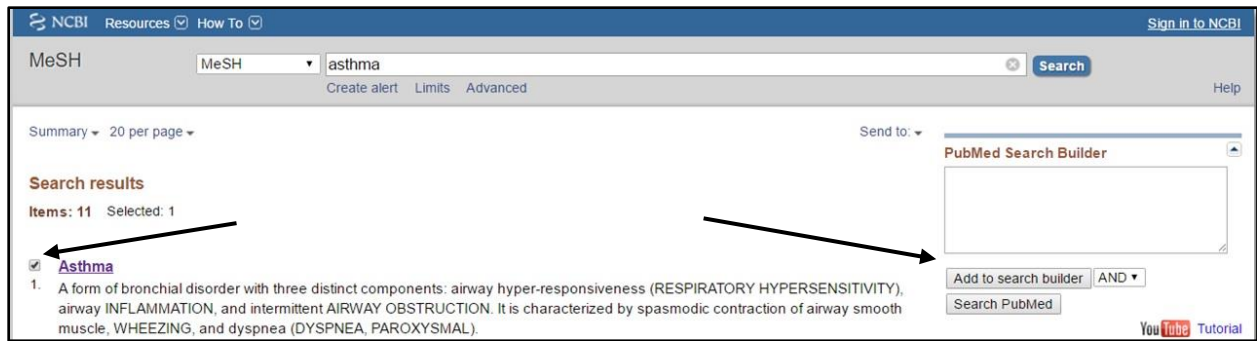 NCBI Resources How To Sign in to NCBI
MeSH MeSH asthma Search
Create alert Limits Advanced Help
Summary 20 per page Send to:
PubMed Search Builder
Search results
Items: 11 Selected: 1
Asthma
1. A form of bronchial disorder with three distinct components: airway hyper-responsiveness (RESPIRATORY HYPERSENSITIVITY),
airway INFLAMMATION, and intermittent AIRWAY OBSTRUCTION. It is characterized by spasmodic contraction of airway smooth
muscle, WHEEZING, and dyspnea (DYSPNEA, PAROXYSMAL).
Add to search builder AND
Search PubMed
YouTube Tutorial